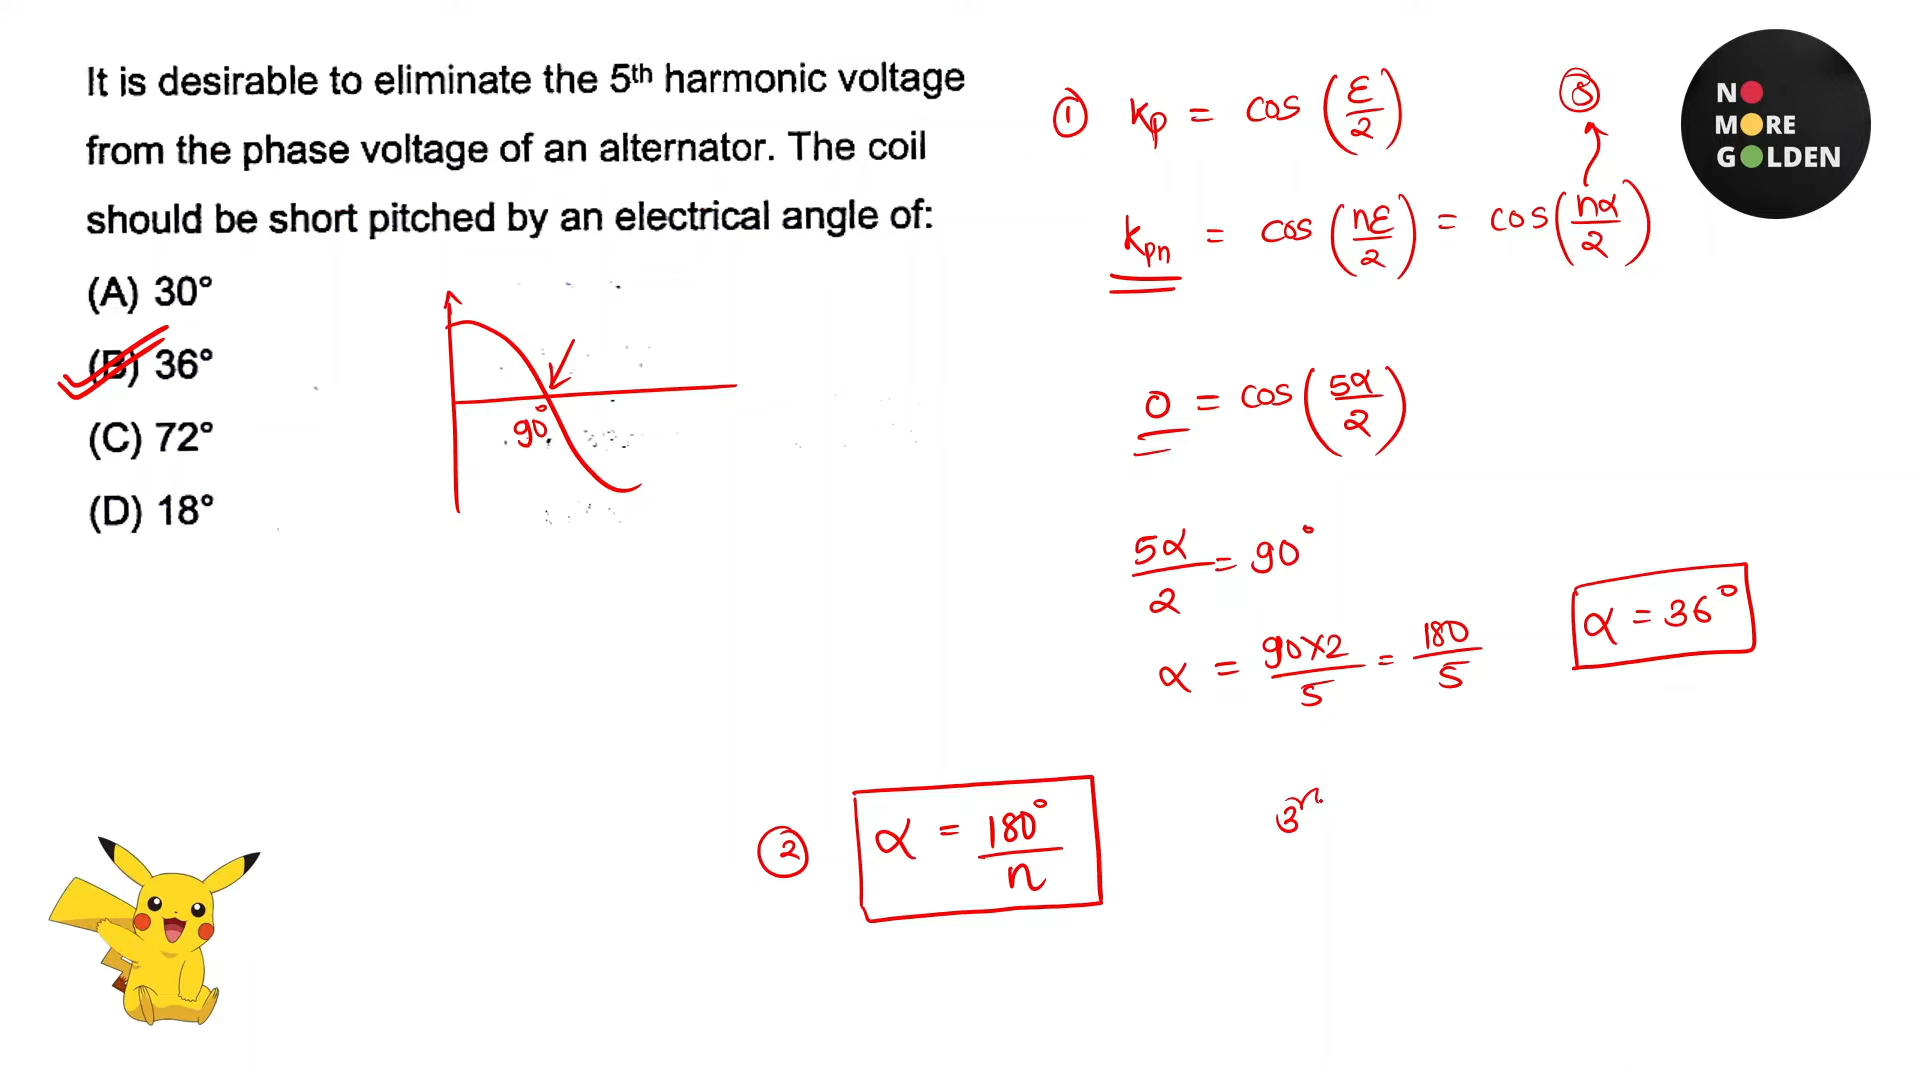 It is desirable to eliminate the 5th harmonic voltage
from the phase voltage of an alternator. The coil
should be short pitched by an electrical angle of:
(A) 30°
(B) 36°
(C) 72°
(D) 18°
90°
① kp = cos (ε/2)
kpn = cos (nε/2) = cos (nα/2)
5
0 = cos (5α/2)
5α/2 = 90°
α = 90×2/5 = 180/5
α = 36°
② α = 180°/n
3r
NO
MORE
GOLDEN